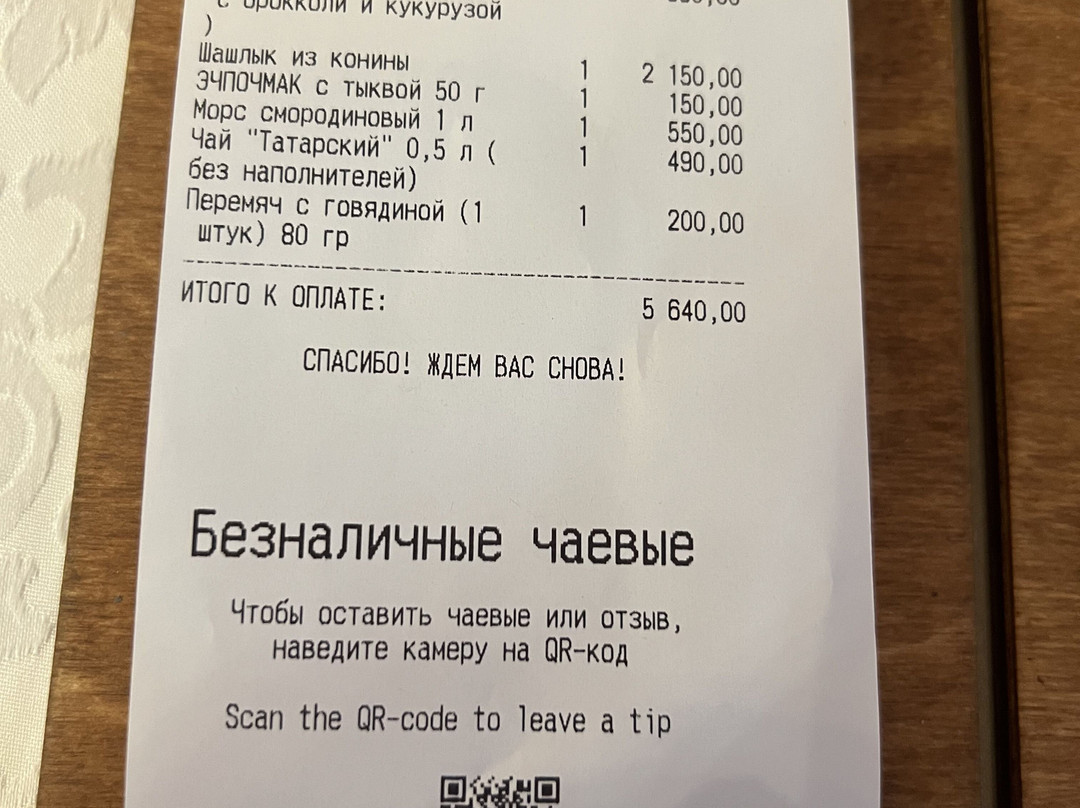 с брокколи и кукурузой
)
Шашлык из конины 1 2 150,00
ЭЧПОЧМАК с тыквой 50 г 1 150,00
Морс смородиновый 1 л 1 550,00
Чай "Татарский" 0,5 л ( 1 490,00
без наполнителей)
Перемяч с говядиной (1 1 200,00
штук) 80 гр
ИТОГО К ОПЛАТЕ: 5 640,00
СПАСИБО! ЖДЕМ ВАС СНОВА!
Безналичные чаевые
Чтобы оставить чаевые или отзыв,
наведите камеру на QR-код
Scan the QR-code to leave a tip